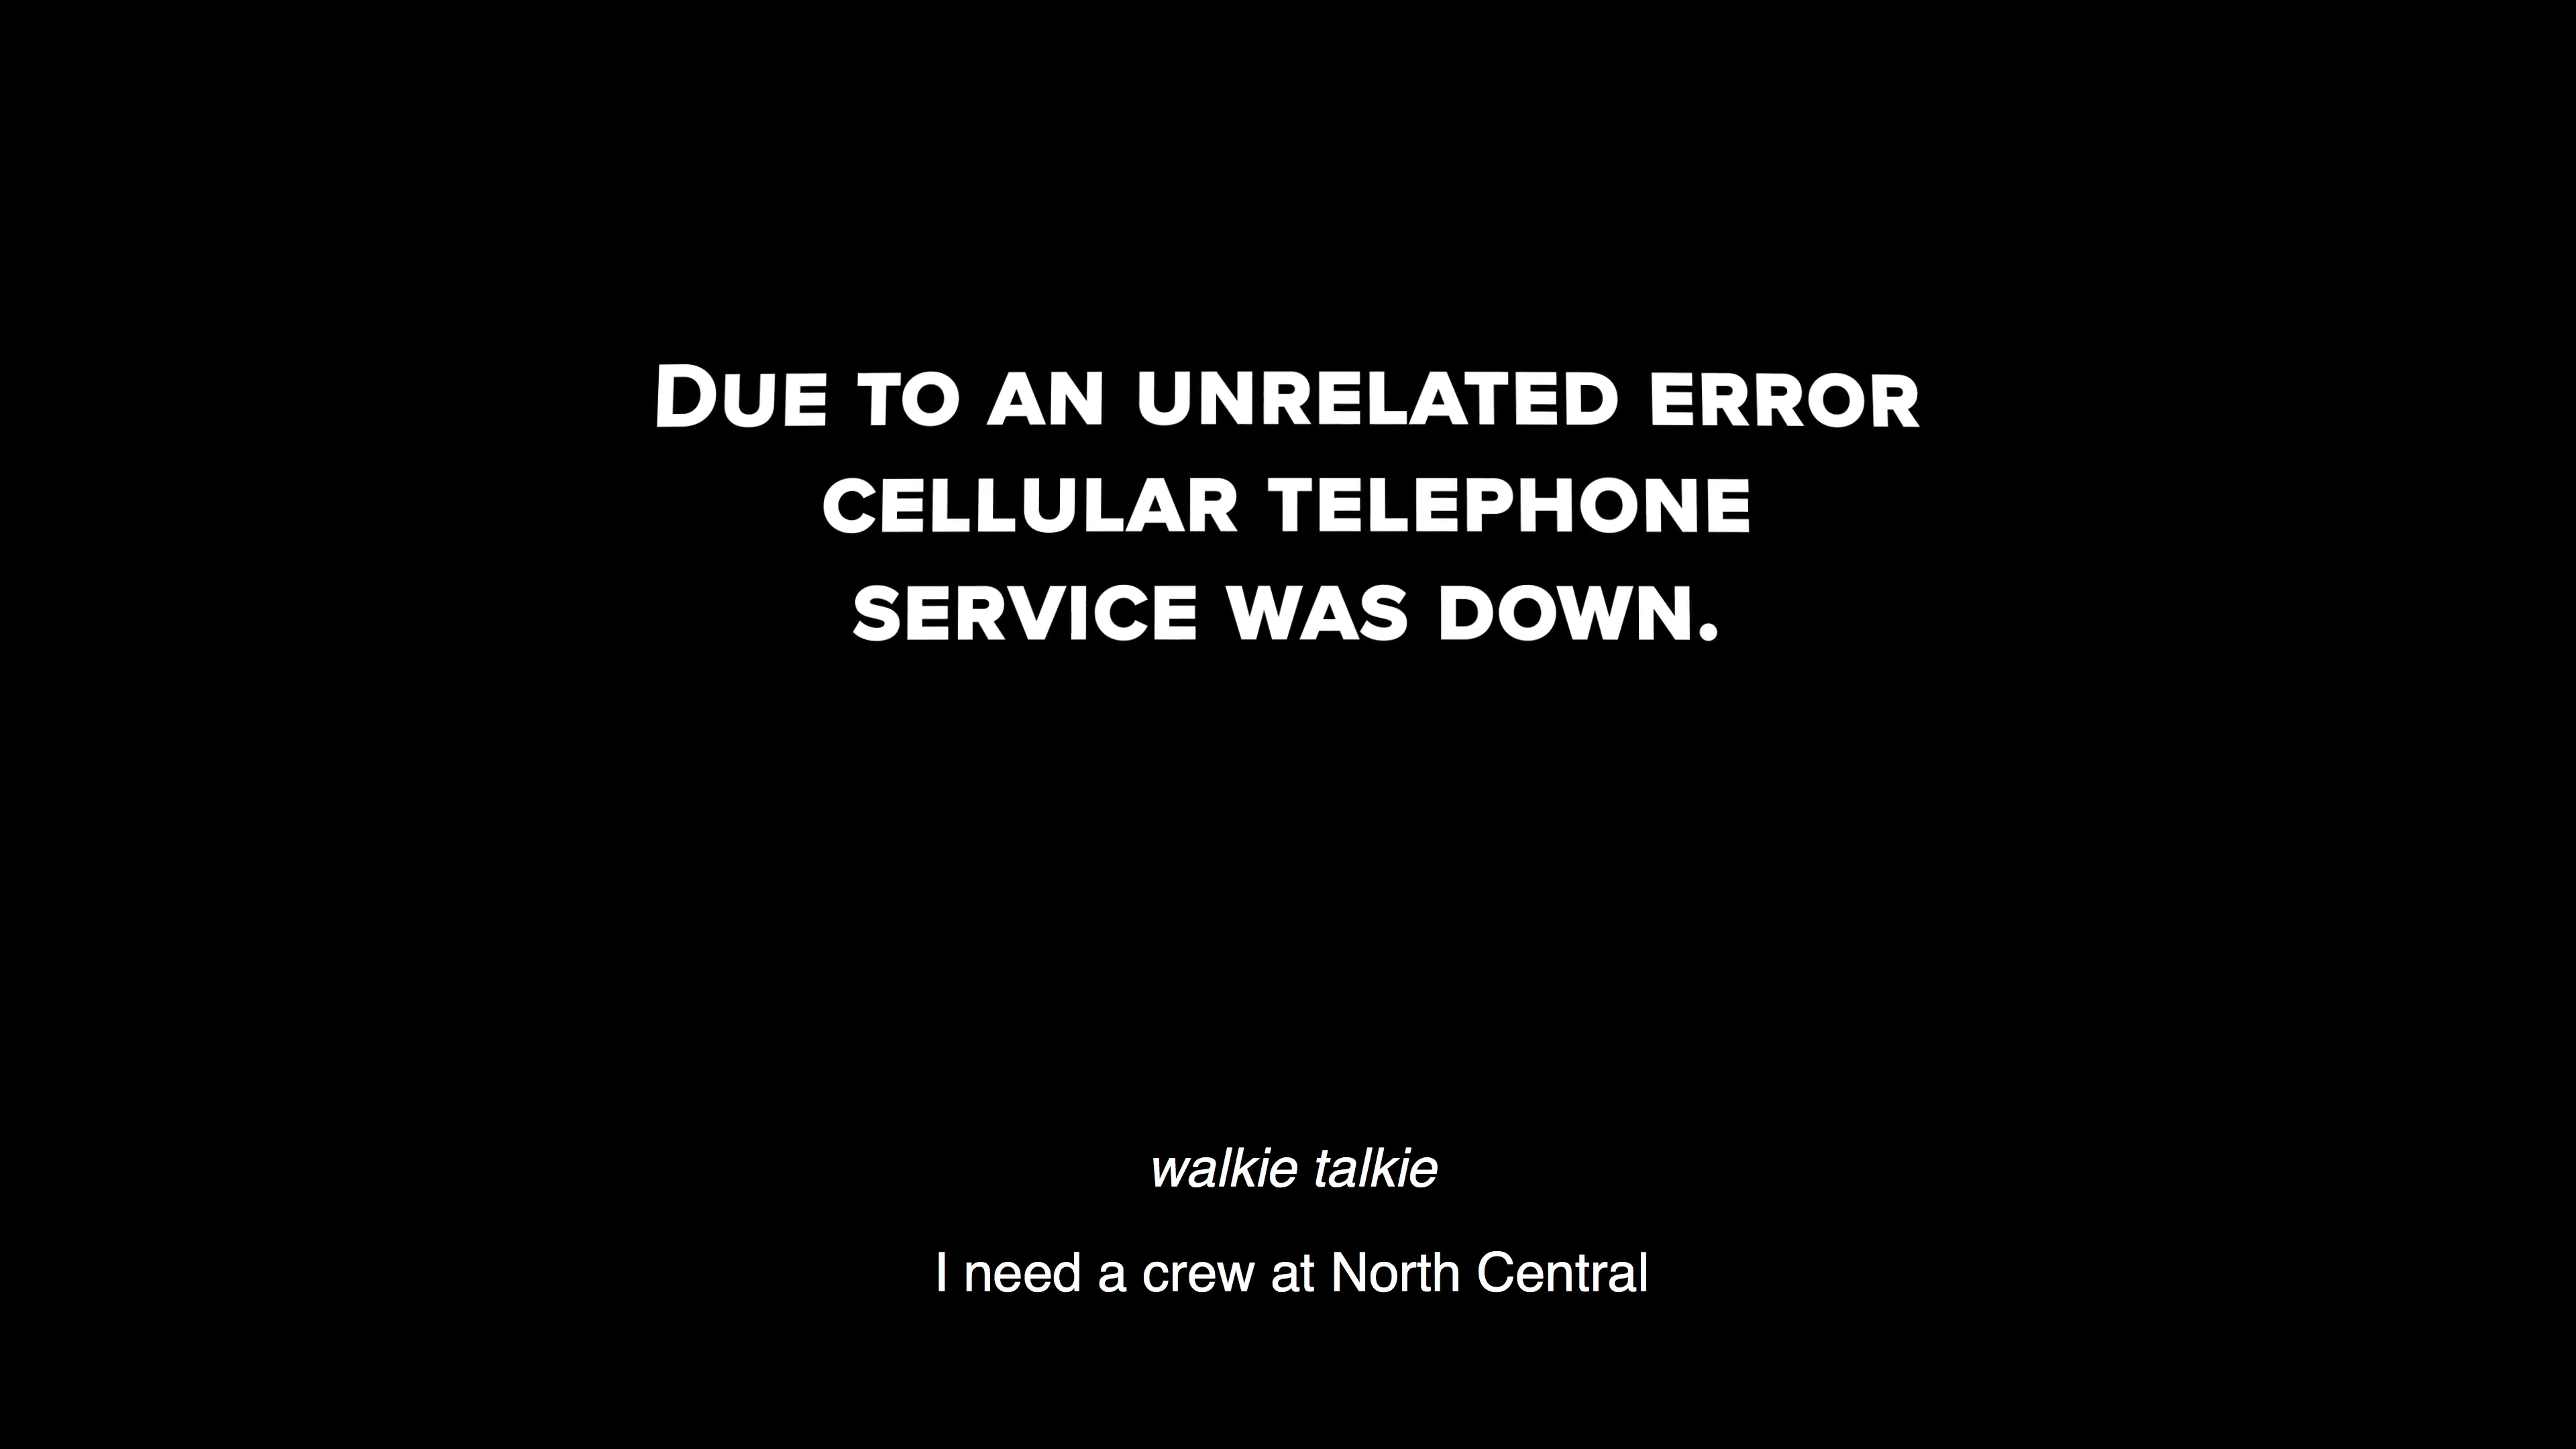 Due to an unrelated error
cellular telephone
service was down.
walkie talkie
I need a crew at North Central